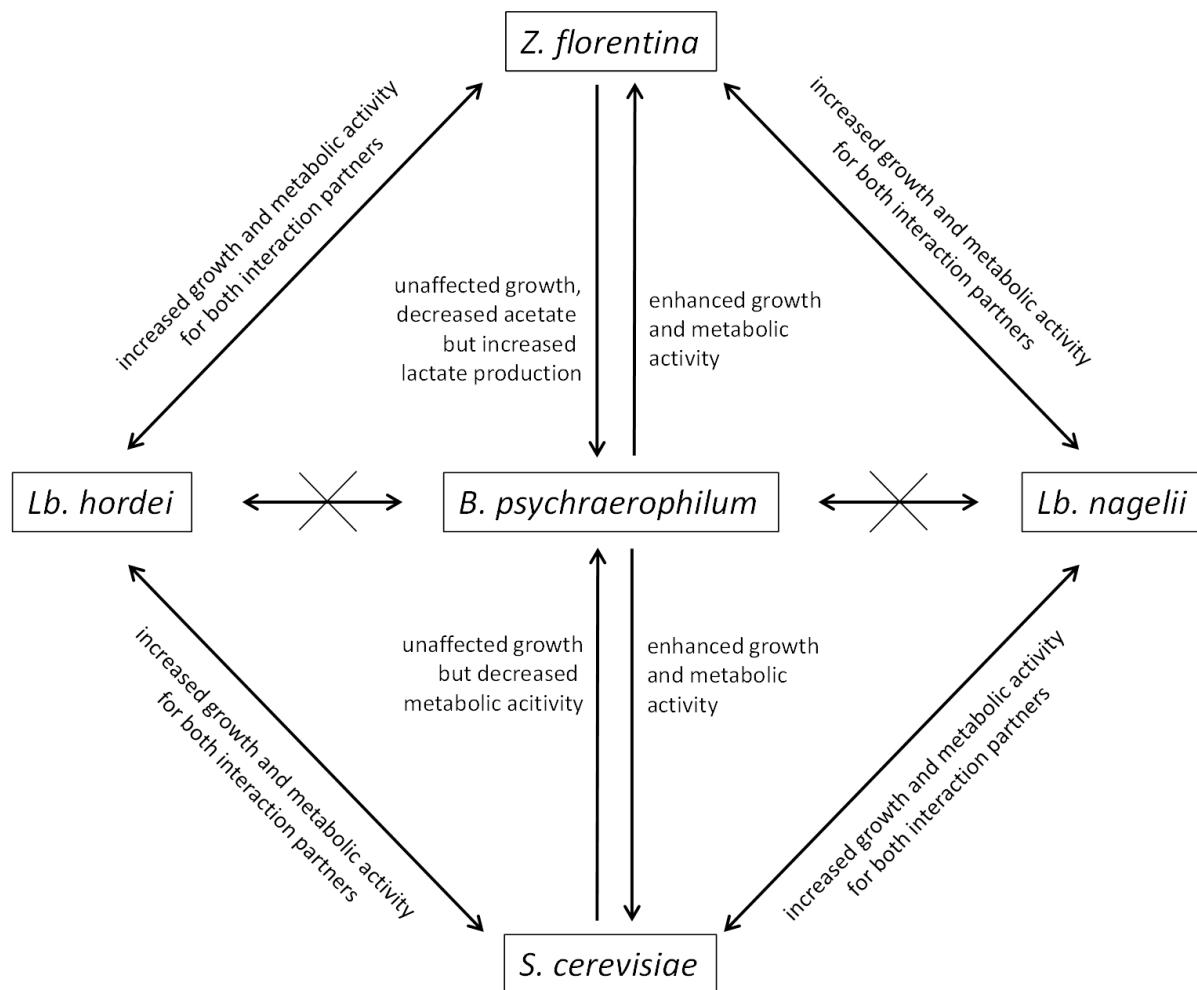 Z. florentina
increased growth and metabolic activity
for both interaction partners
increased growth and metabolic activity
for both interaction partners
unaffected growth,
decreased acetate
but increased
lactate production
enhanced growth
and metabolic
activity
Lb. hordei
B. psychraerophilum
Lb. nagelii
increased growth and metabolic activity
for both interaction partners
unaffected growth
but decreased
metabolic acitivity
enhanced growth
and metabolic
activity
increased growth and metabolic activity
for both interaction partners
S. cerevisiae